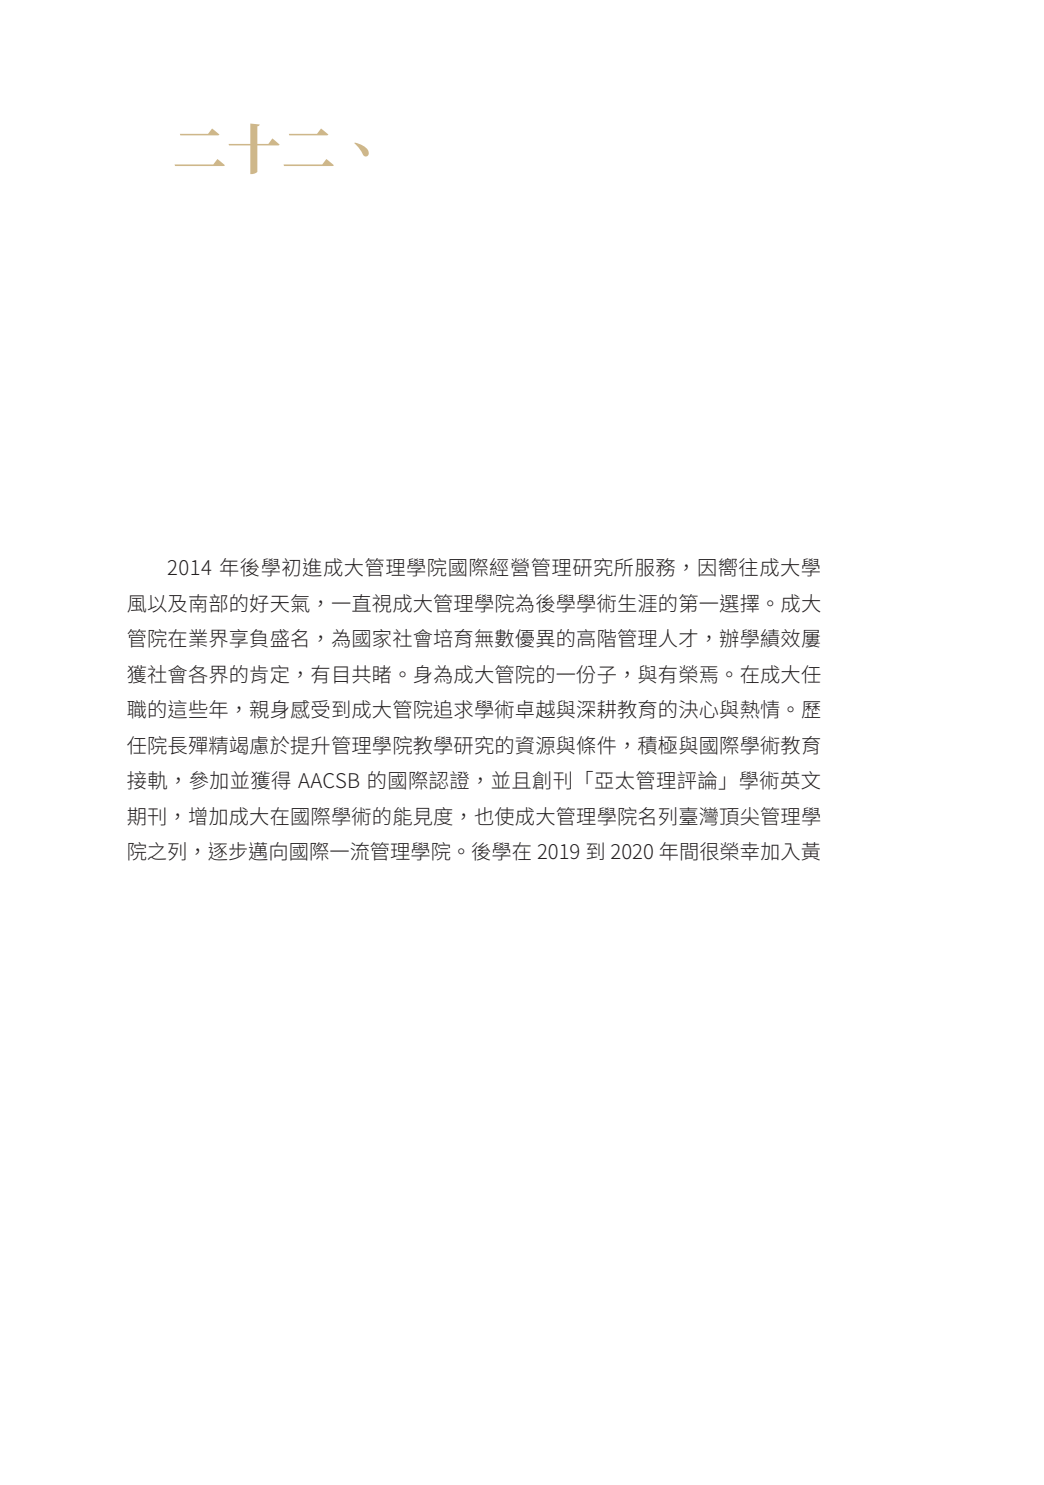 二十二、
2014 年後學初進成大管理學院國際經營管理研究所服務，因嚮往成大學
風以及南部的好天氣，一直視成大管理學院為後學學術生涯的第一選擇。成大
管院在業界享負盛名，為國家社會培育無數優異的高階管理人才，辦學績效屢
獲社會各界的肯定，有目共睹。身為成大管院的一份子，與有榮焉。在成大任
職的這些年，親身感受到成大管院追求學術卓越與深耕教育的決心與熱情。歷
任院長殫精竭慮於提升管理學院教學研究的資源與條件，積極與國際學術教育
接軌，參加並獲得 AACSB 的國際認證，並且創刊「亞太管理評論」學術英文
期刊，增加成大在國際學術的能見度，也使成大管理學院名列臺灣頂尖管理學
院之列，逐步邁向國際一流管理學院。後學在 2019 到 2020 年間很榮幸加入黃